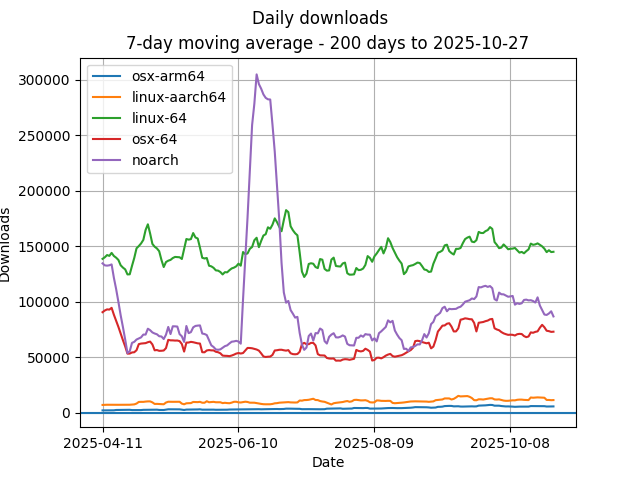 Daily downloads
7-day moving average - 200 days to 2025-10-27
osx-arm64
linux-aarch64
linux-64
osx-64
noarch
300000
250000
200000
150000
100000
50000
0
Downloads
2025-04-11 2025-06-10 2025-08-09 2025-10-08
Date